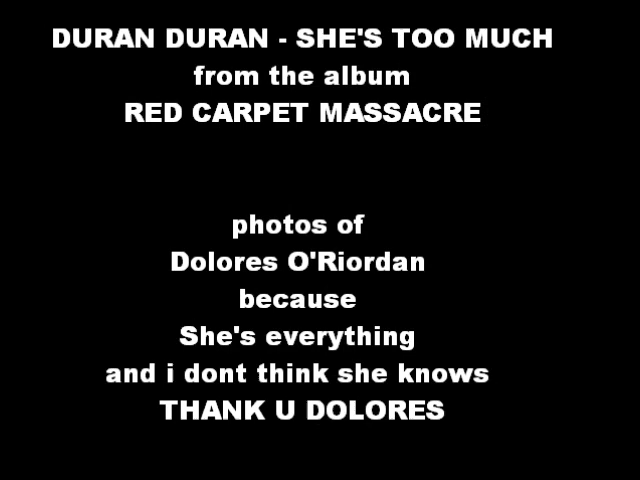 DURAN DURAN - SHE'S TOO MUCH
from the album
RED CARPET MASSACRE
photos of
Dolores O'Riordan
because
She's everything
and i dont think she knows
THANK U DOLORES